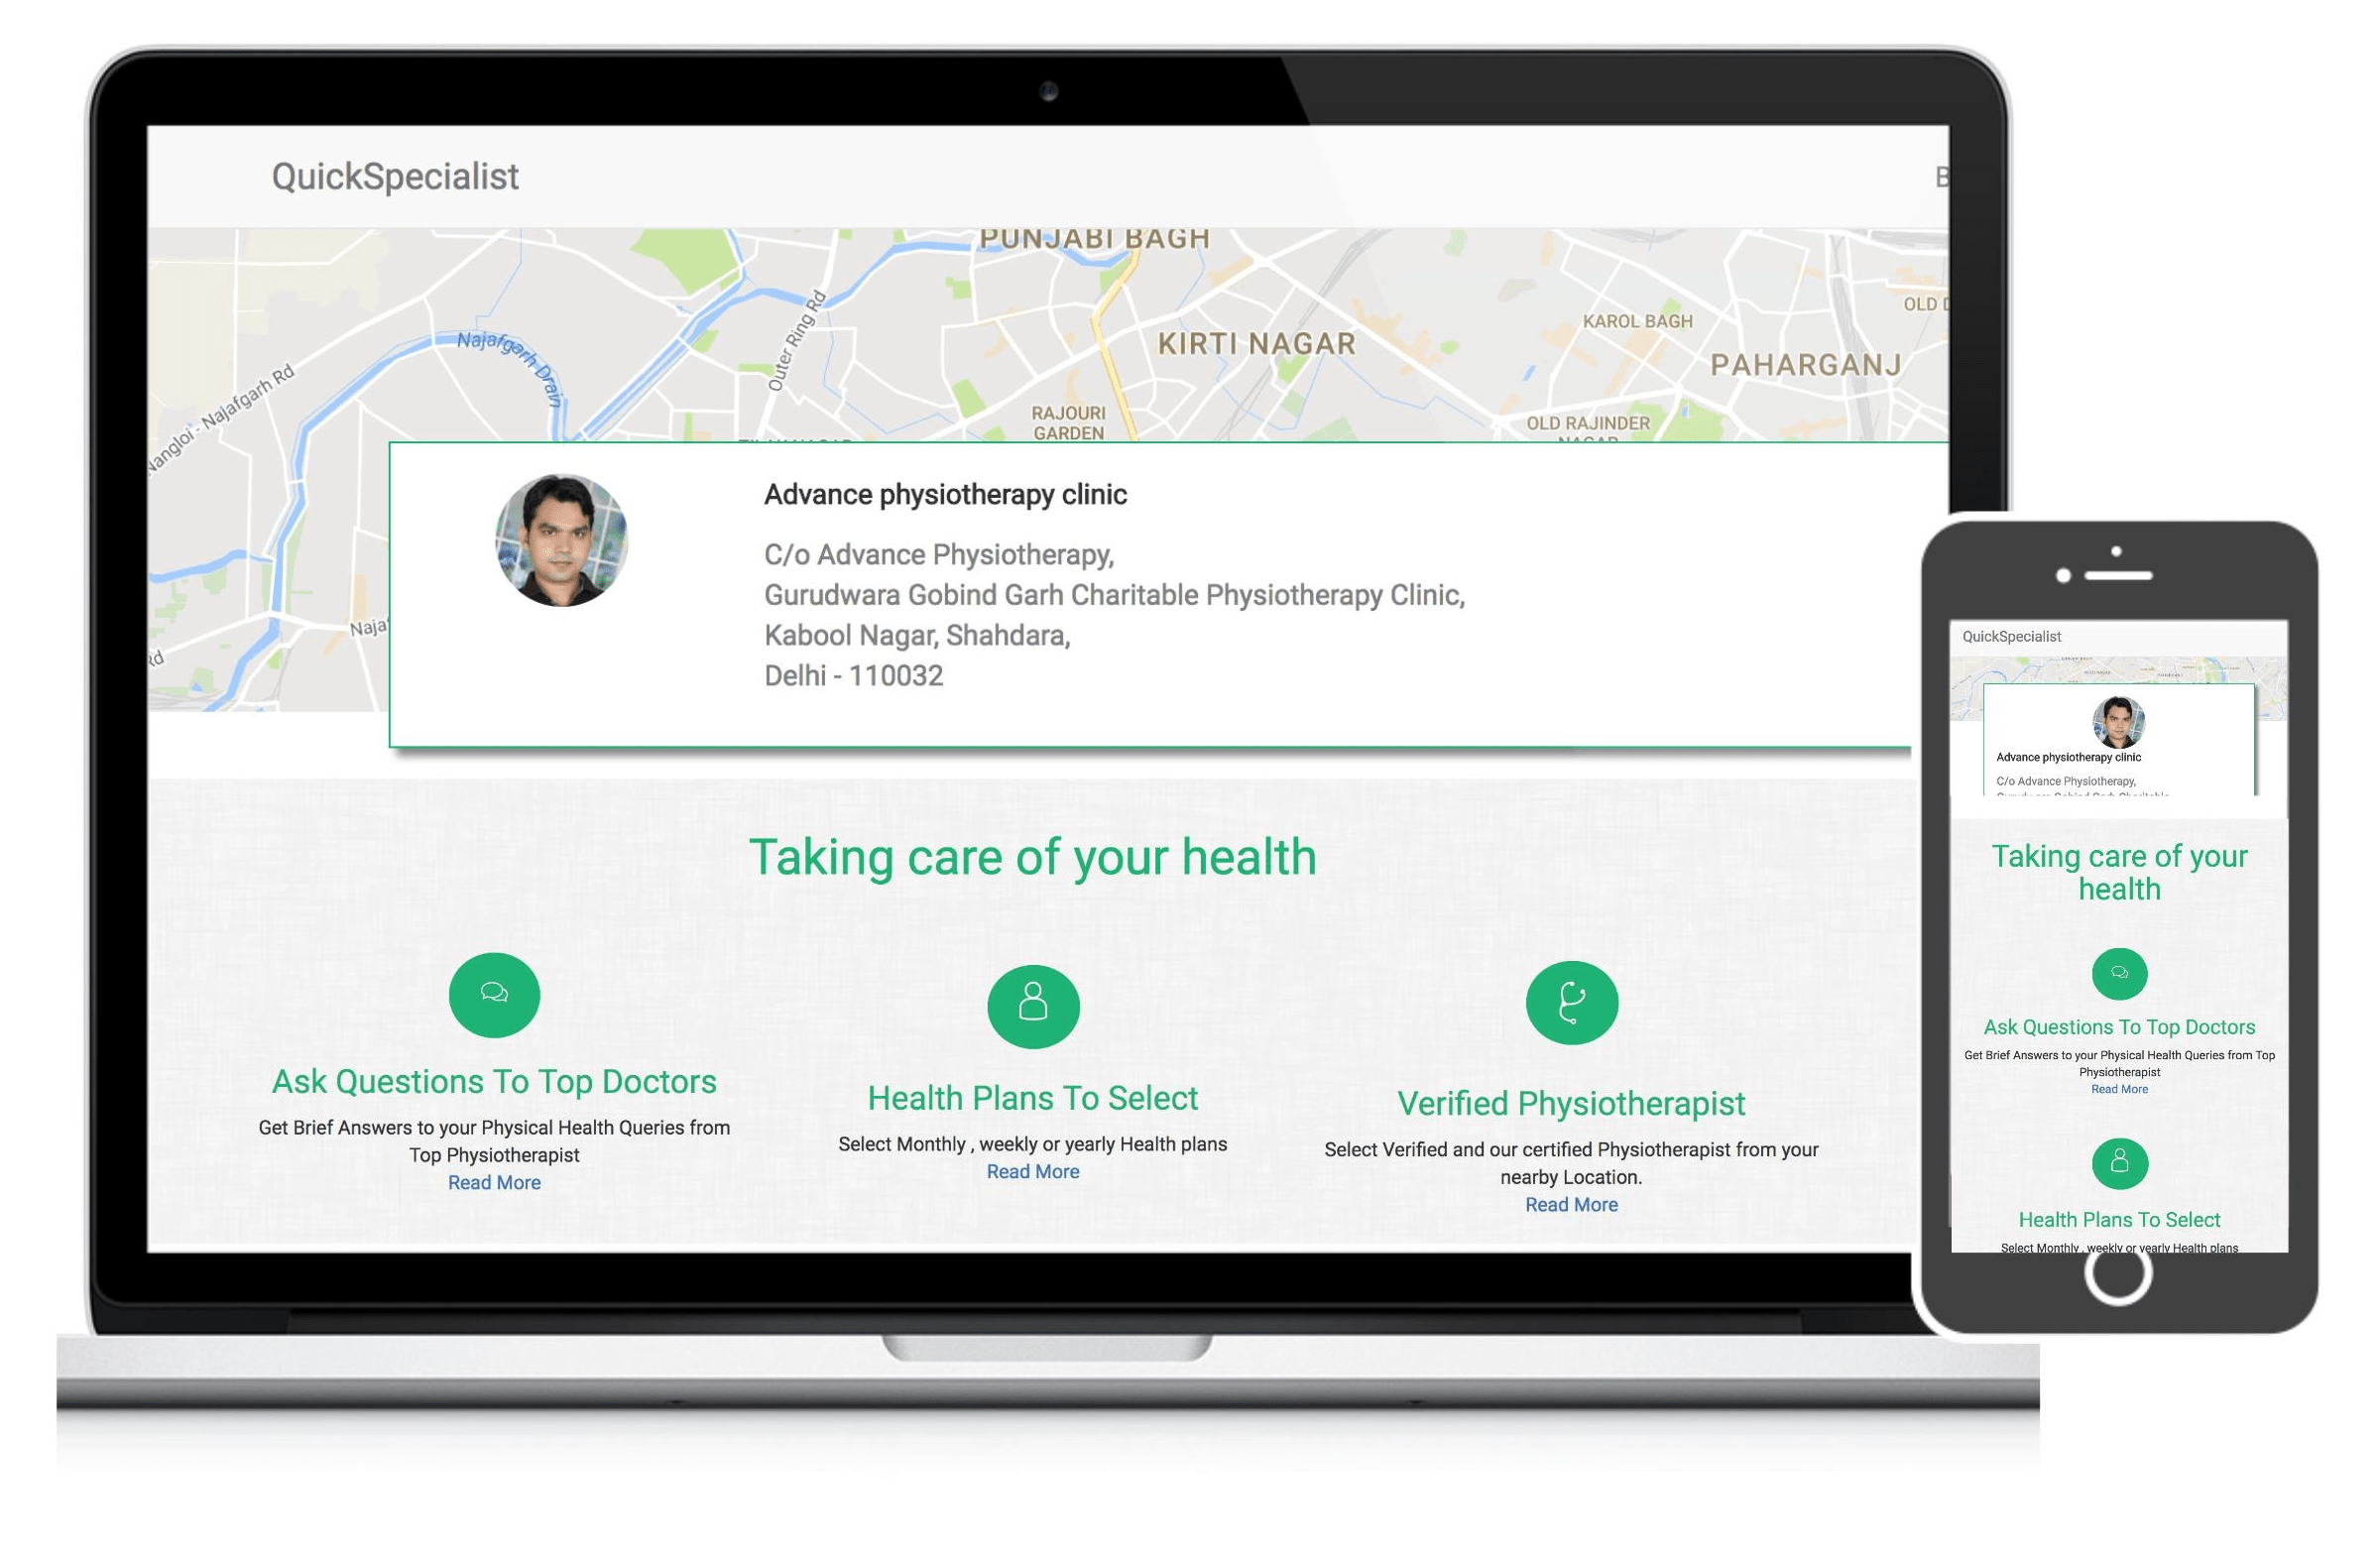 QuickSpecialist
B
PUNJABI BAGH
OLD D
Najafgarh Drain
Outer Ring Rd
KIRTI NAGAR
KAROL BAGH
PAHARGANJ
Nangloi - Najafgarh Rd
RAJOURI
GARDEN
OLD RAJINDER
NAGAR
Advance physiotherapy clinic
C/o Advance Physiotherapy,
Gurudwara Gobind Garh Charitable Physiotherapy Clinic,
Kabool Nagar, Shahdara,
Delhi - 110032
Naja
Rd
Taking care of your health
Ask Questions To Top Doctors
Get Brief Answers to your Physical Health Queries from
Top Physiotherapist
Read More
Health Plans To Select
Select Monthly , weekly or yearly Health plans
Read More
Verified Physiotherapist
Select Verified and our certified Physiotherapist from your
nearby Location.
Read More
QuickSpecialist
Advance physiotherapy clinic
C/o Advance Physiotherapy,
Gurudwara Gobind Garh Charitable
Taking care of your
health
Ask Questions To Top Doctors
Get Brief Answers to your Physical Health Queries from Top
Physiotherapist
Read More
Health Plans To Select
Select Monthly , weekly or yearly Health plans